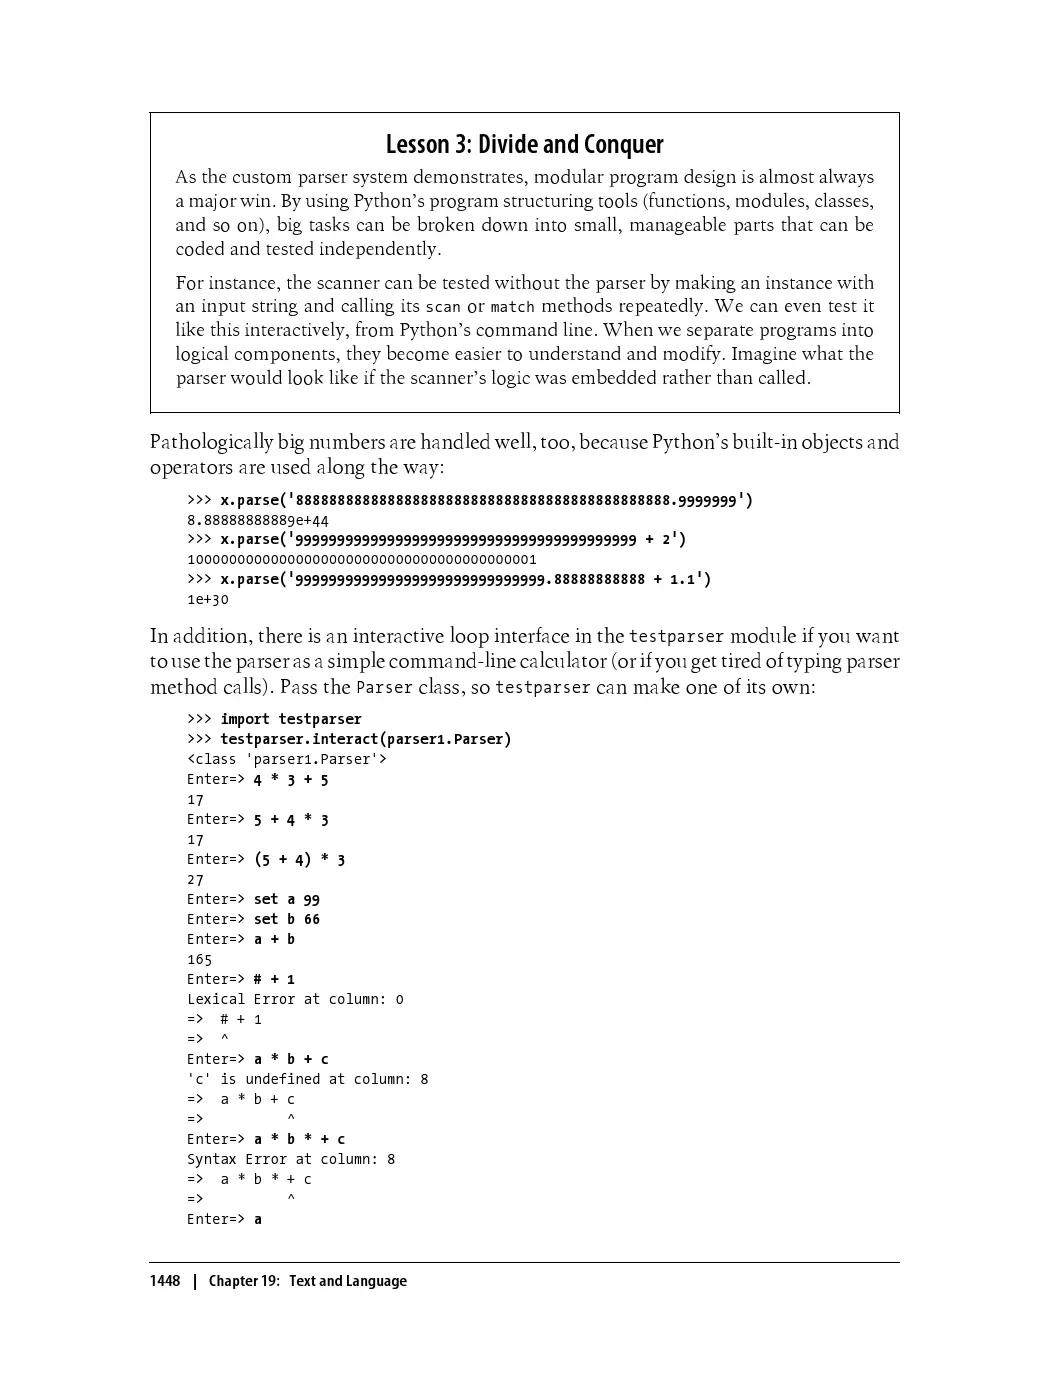 Lesson 3: Divide and Conquer
As the custom parser system demonstrates, modular program design is almost always
a major win. By using Python's program structuring tools (functions, modules, classes,
and so on), big tasks can be broken down into small, manageable parts that can be
coded and tested independently.
For instance, the scanner can be tested without the parser by making an instance with
an input string and calling its scan or match methods repeatedly. We can even test it
like this interactively, from Python's command line. When we separate programs into
logical components, they become easier to understand and modify. Imagine what the
parser would look like if the scanner's logic was embedded rather than called.
Pathologically big numbers are handled well, too, because Python's built-in objects and
operators are used along the way:
>>> x.parse('888888888888888888888888888888888888888888888.9999999')
8.88888888889e+44
>>> x.parse('99999999999999999999999999999999999999999 + 2')
100000000000000000000000000000000000000001
>>> x.parse('999999999999999999999999999999.88888888888 + 1.1')
1e+30
In addition, there is an interactive loop interface in the testparser module if you want
to use the parser as a simple command-line calculator (or if you get tired of typing parser
method calls). Pass the Parser class, so testparser can make one of its own:
>>> import testparser
>>> testparser.interact(parser1.Parser)
<class 'parser1.Parser'>
Enter=> 4 * 3 + 5
17
Enter=> 5 + 4 * 3
17
Enter=> (5 + 4) * 3
27
Enter=> set a 99
Enter=> set b 66
Enter=> a + b
165
Enter=> # + 1
Lexical Error at column: 0
=>  # + 1
=>  ^
Enter=> a * b + c
'c' is undefined at column: 8
=>  a * b + c
=>          ^
Enter=> a * b * + c
Syntax Error at column: 8
=>  a * b * + c
=>          ^
Enter=> a
1448 | Chapter 19: Text and Language